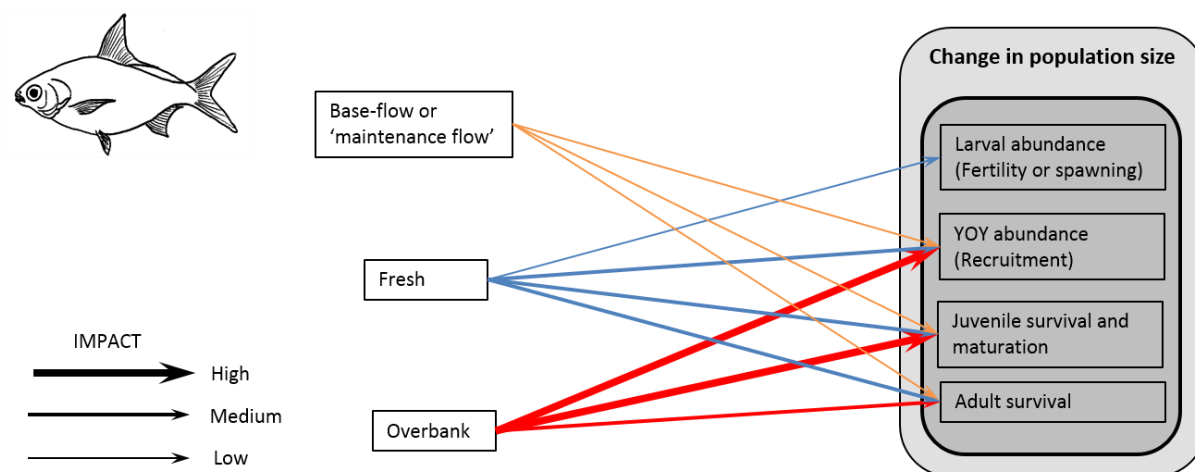 Change in population size
Base-flow or
‘maintenance flow’
Larval abundance
(Fertility or spawning)
YOY abundance
(Recruitment)
Fresh
Juvenile survival and
maturation
IMPACT
High
Adult survival
Medium
Overbank
Low